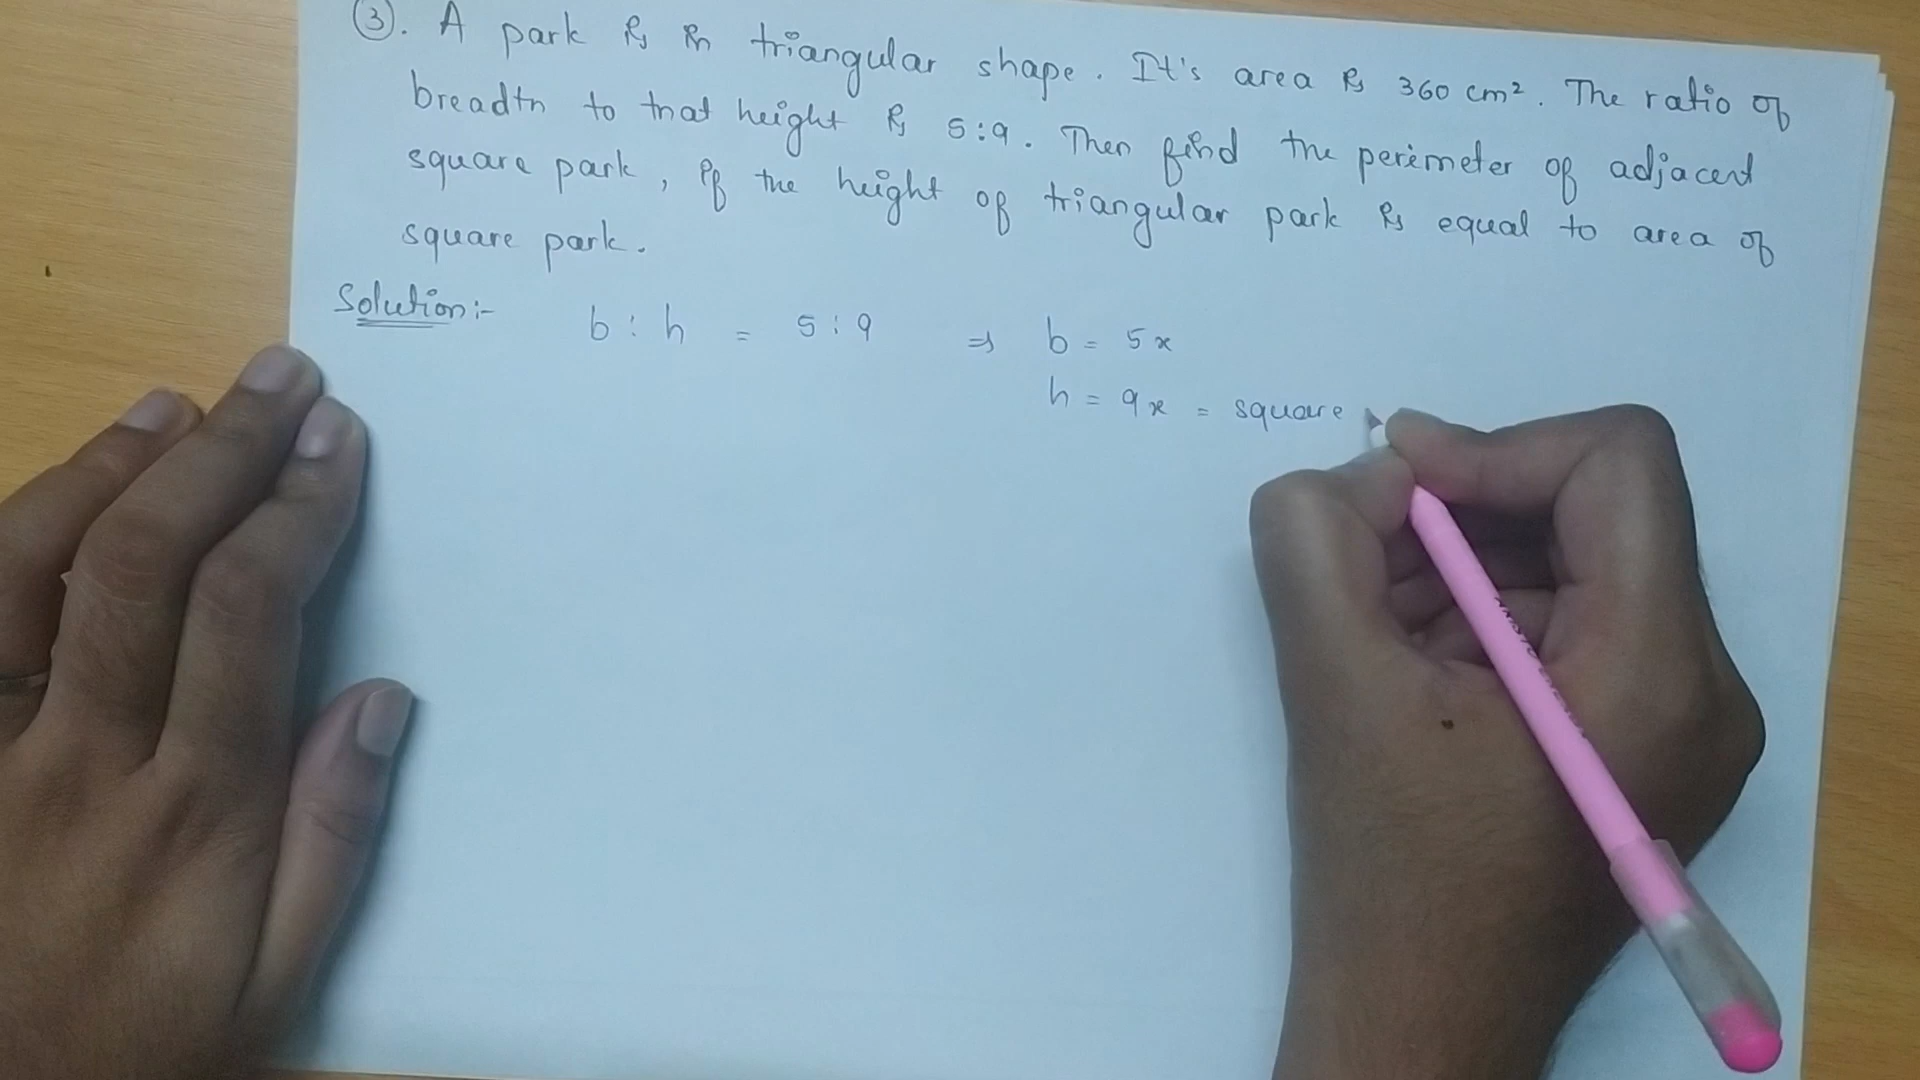 ③. A park is in triangular shape. It's area is 360 cm². The ratio of
breadth to that height is 5:9. Then find the perimeter of adjacent
square park, if the height of triangular park is equal to area of
square park.
Solution:-
b : h = 5 : 9 ⇒ b = 5x
h = 9x = square